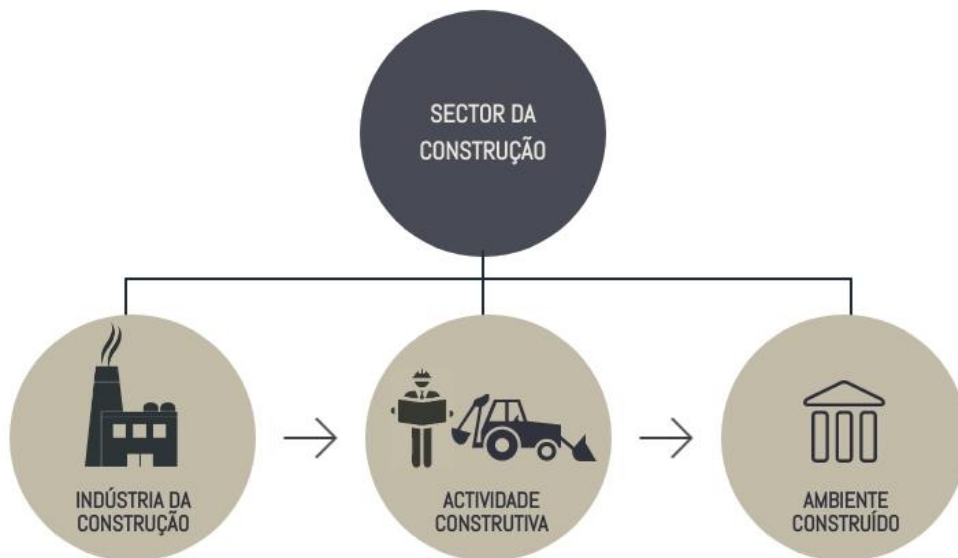 SECTOR DA
CONSTRUÇÃO
INDÚSTRIA DA
CONSTRUÇÃO
ACTIVIDADE
CONSTRUTIVA
AMBIENTE
CONSTRUÍDO